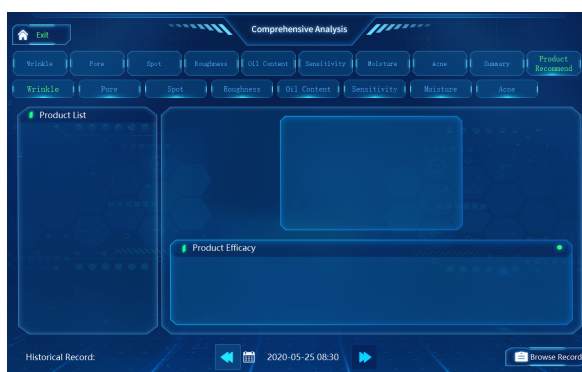 Comprehensive Analysis
Exit
Wrinkle Pore Spot Roughness Oil Content Sensitivity Moisture Acne Summary Product Recommend
Wrinkle Pore Spot Roughness Oil Content Sensitivity Moisture Acne
Product List
Product Efficacy
Historical Record: 2020-05-25 08:30 Browse Record